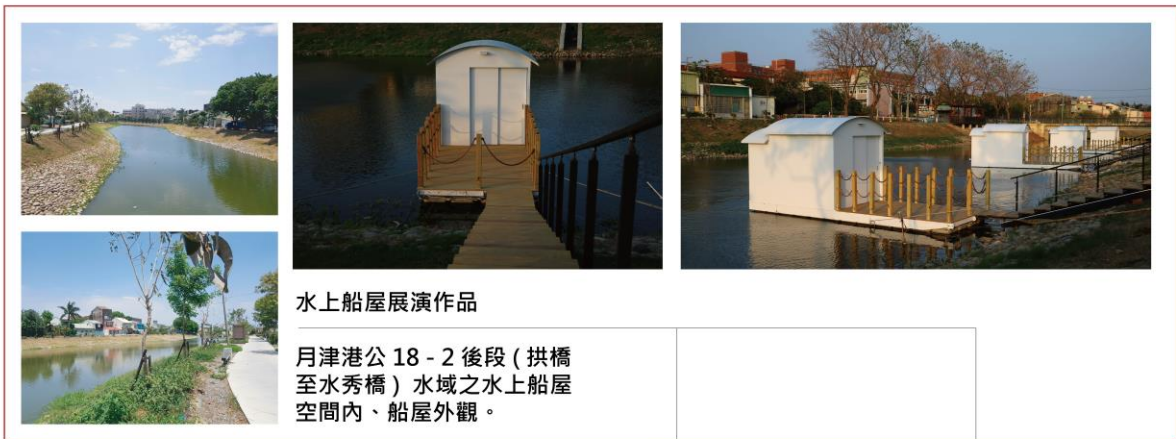 水上船屋展演作品
月津港公 18 - 2 後段 ( 拱橋
至水秀橋 ) 水域之水上船屋
空間內、船屋外觀。